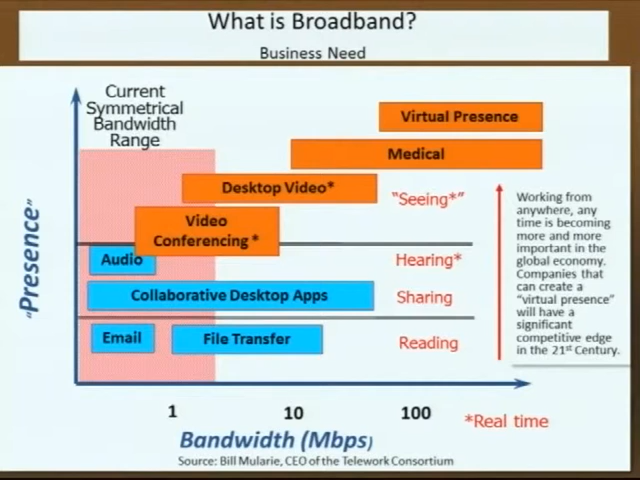 What is Broadband?
Business Need
Current
Symmetrical
Bandwidth
Range
Virtual Presence
Medical
Desktop Video*
"Seeing*"
Video
Conferencing *
Audio
Hearing*
Collaborative Desktop Apps
Sharing
Email
File Transfer
Reading
Working from
anywhere, any
time is becoming
more and more
important in the
global economy.
Companies that
can create a
"virtual presence"
will have a
significant
competitive edge
in the 21st Century.
"Presence"
1
10
100
*Real time
Bandwidth (Mbps)
Source: Bill Mularie, CEO of the Telework Consortium